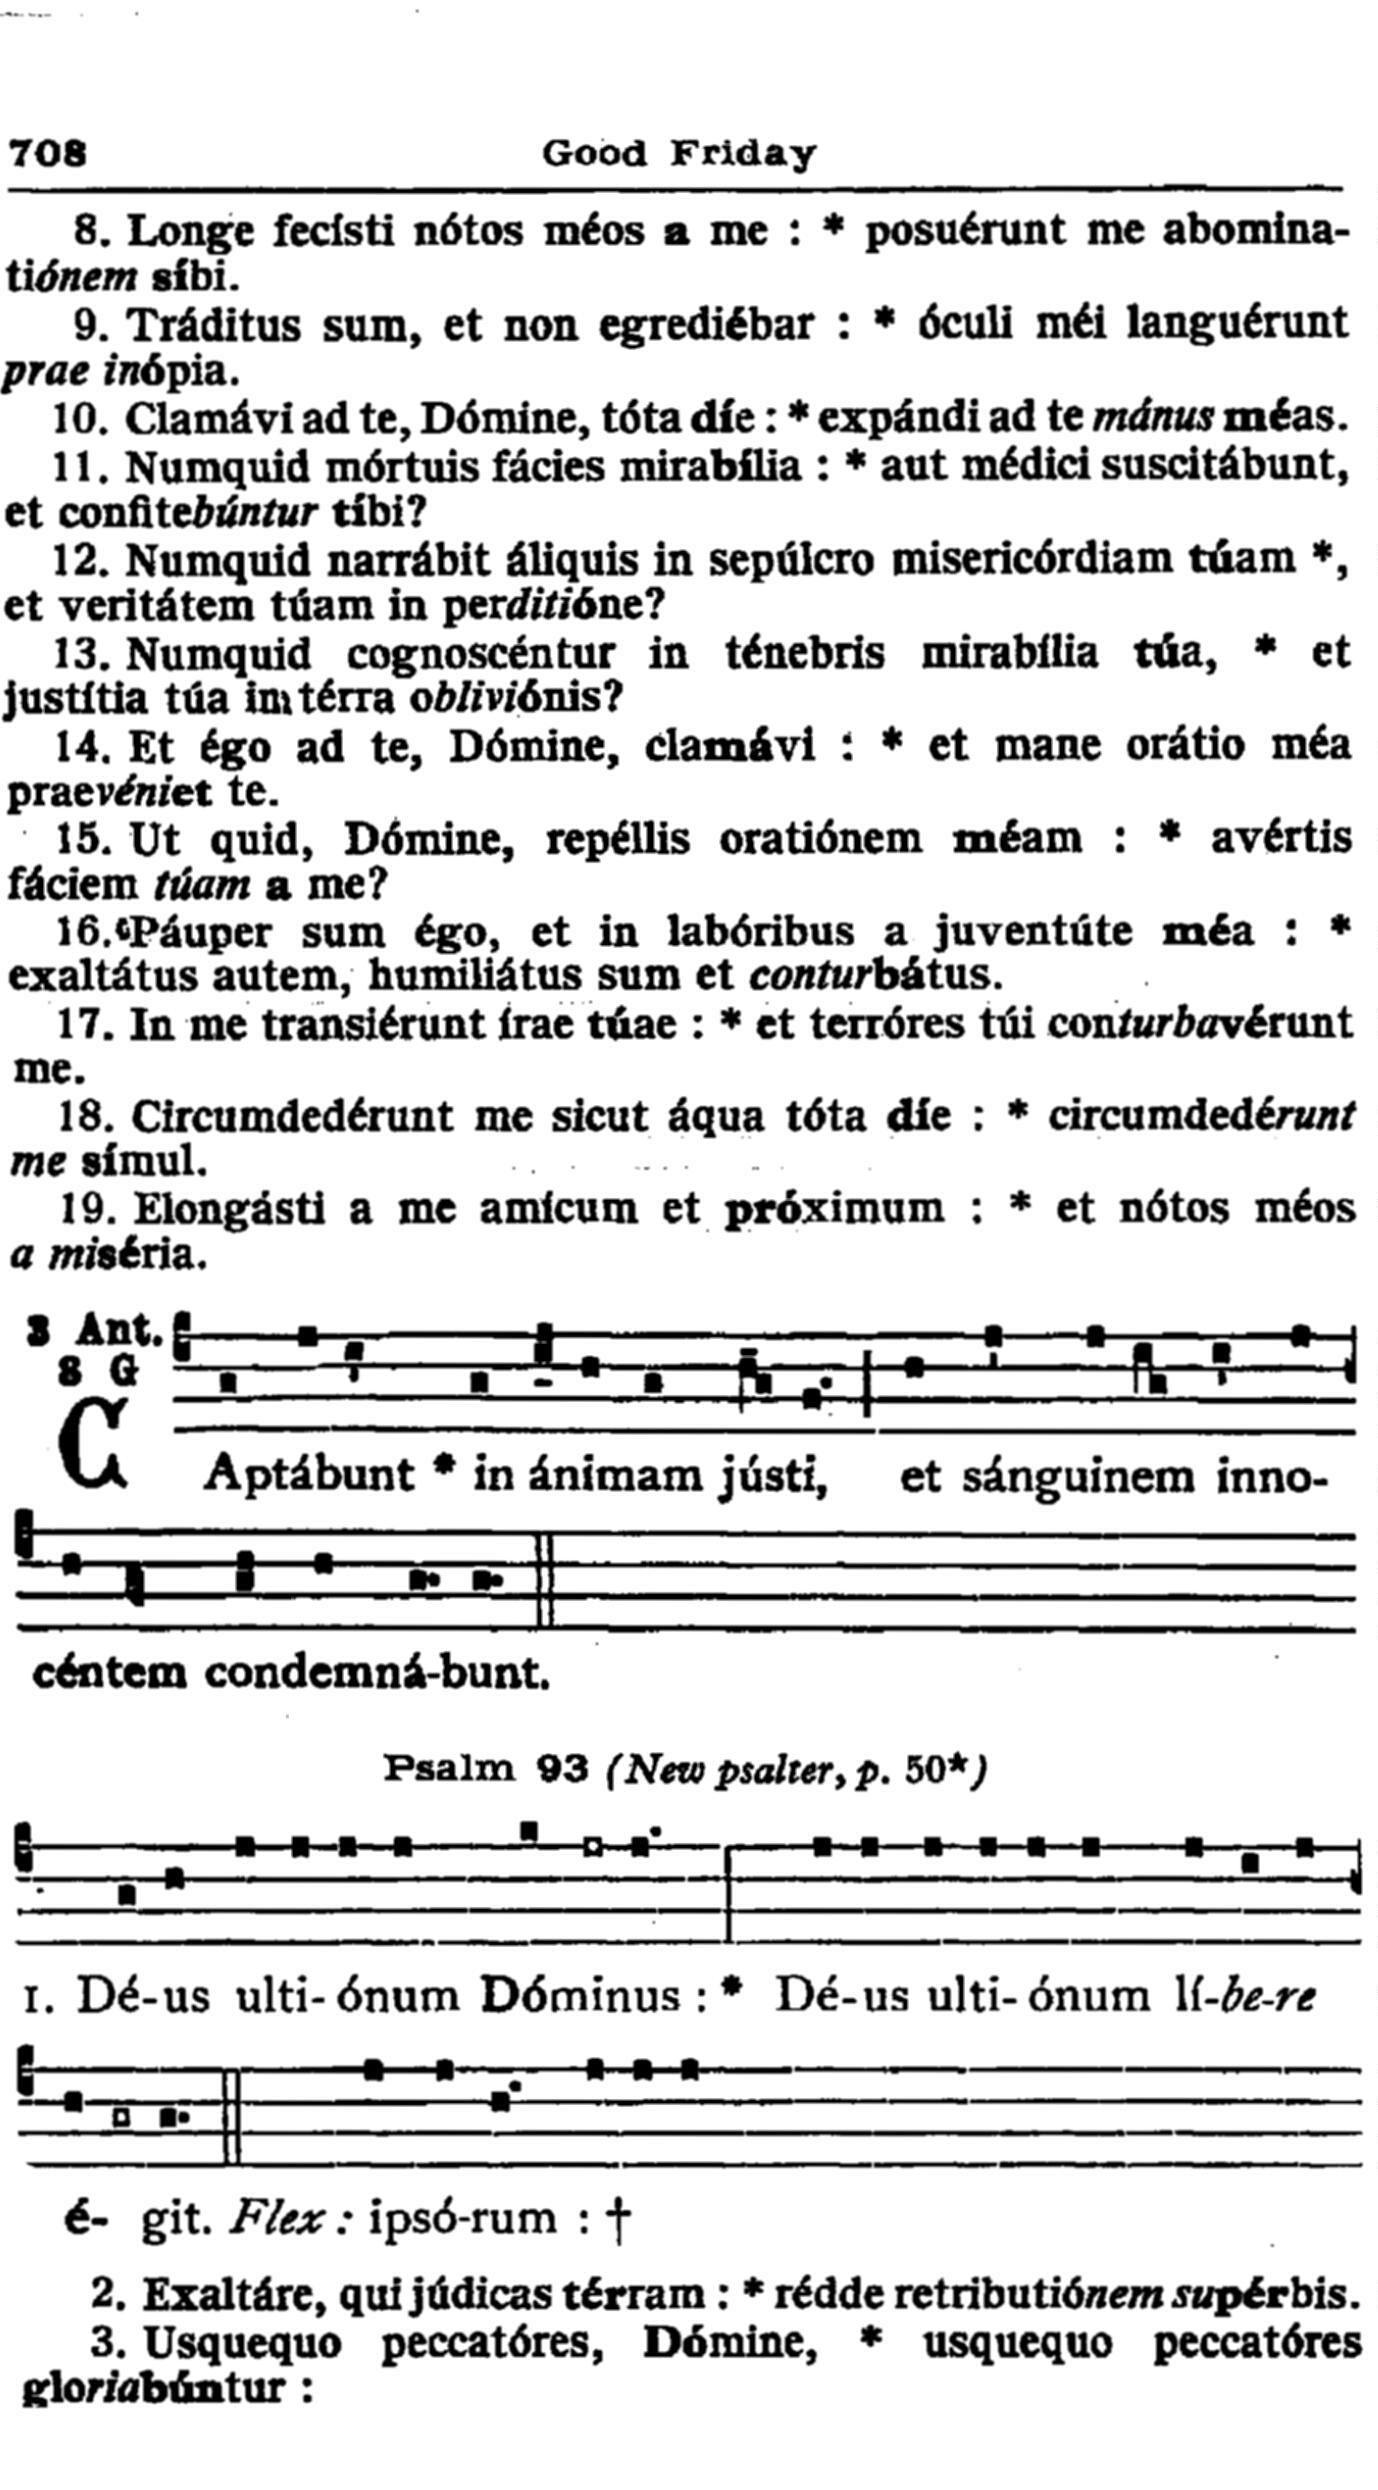 708 Good Friday
8. Longe fecísti nótos méos a me : * posuérunt me abomina-
tiónem síbi.
9. Tráditus sum, et non egrediébar : * óculi méi languérunt
prae inópia.
10. Clamávi ad te, Dómine, tóta díe : * expándi ad te mánus méas.
11. Numquid mórtuis fácies mirabília : * aut médici suscitábunt,
et confitebúntur tíbi?
12. Numquid narrábit áliquis in sepúlcro misericórdiam túam *,
et veritátem túam in perditióne?
13. Numquid cognoscéntur in ténebris mirabília túa, * et
justítia túa in térra obliviónis?
14. Et égo ad te, Dómine, clamávi : * et mane orátio méa
praevéniet te.
15. Ut quid, Dómine, repéllis oratiónem méam : * avértis
fáciem túam a me?
16. Páuper sum égo, et in labóribus a juventúte méa : *
exaltátus autem, humiliátus sum et conturbátus.
17. In me transiérunt írae túae : * et terróres túi conturbavérunt
me.
18. Circumdedérunt me sicut áqua tóta díe : * circumdedérunt
me símul.
19. Elongásti a me amícum et próximum : * et nótos méos
a miséria.
3 Ant.
8 G
CAptábunt * in ánimam jústi, et sánguinem inno-
céntem condemná-bunt.
Psalm 93 (New psalter, p. 50*)
1. Dé-us ulti-ónum Dóminus : * Dé-us ulti-ónum lí-be-re
é- git. Flex : ipsó-rum : †
2. Exaltáre, qui júdicas térram : * rédde retributiónem supérbis.
3. Usquequo peccatóres, Dómine, * usquequo peccatóres
gloriabúntur :